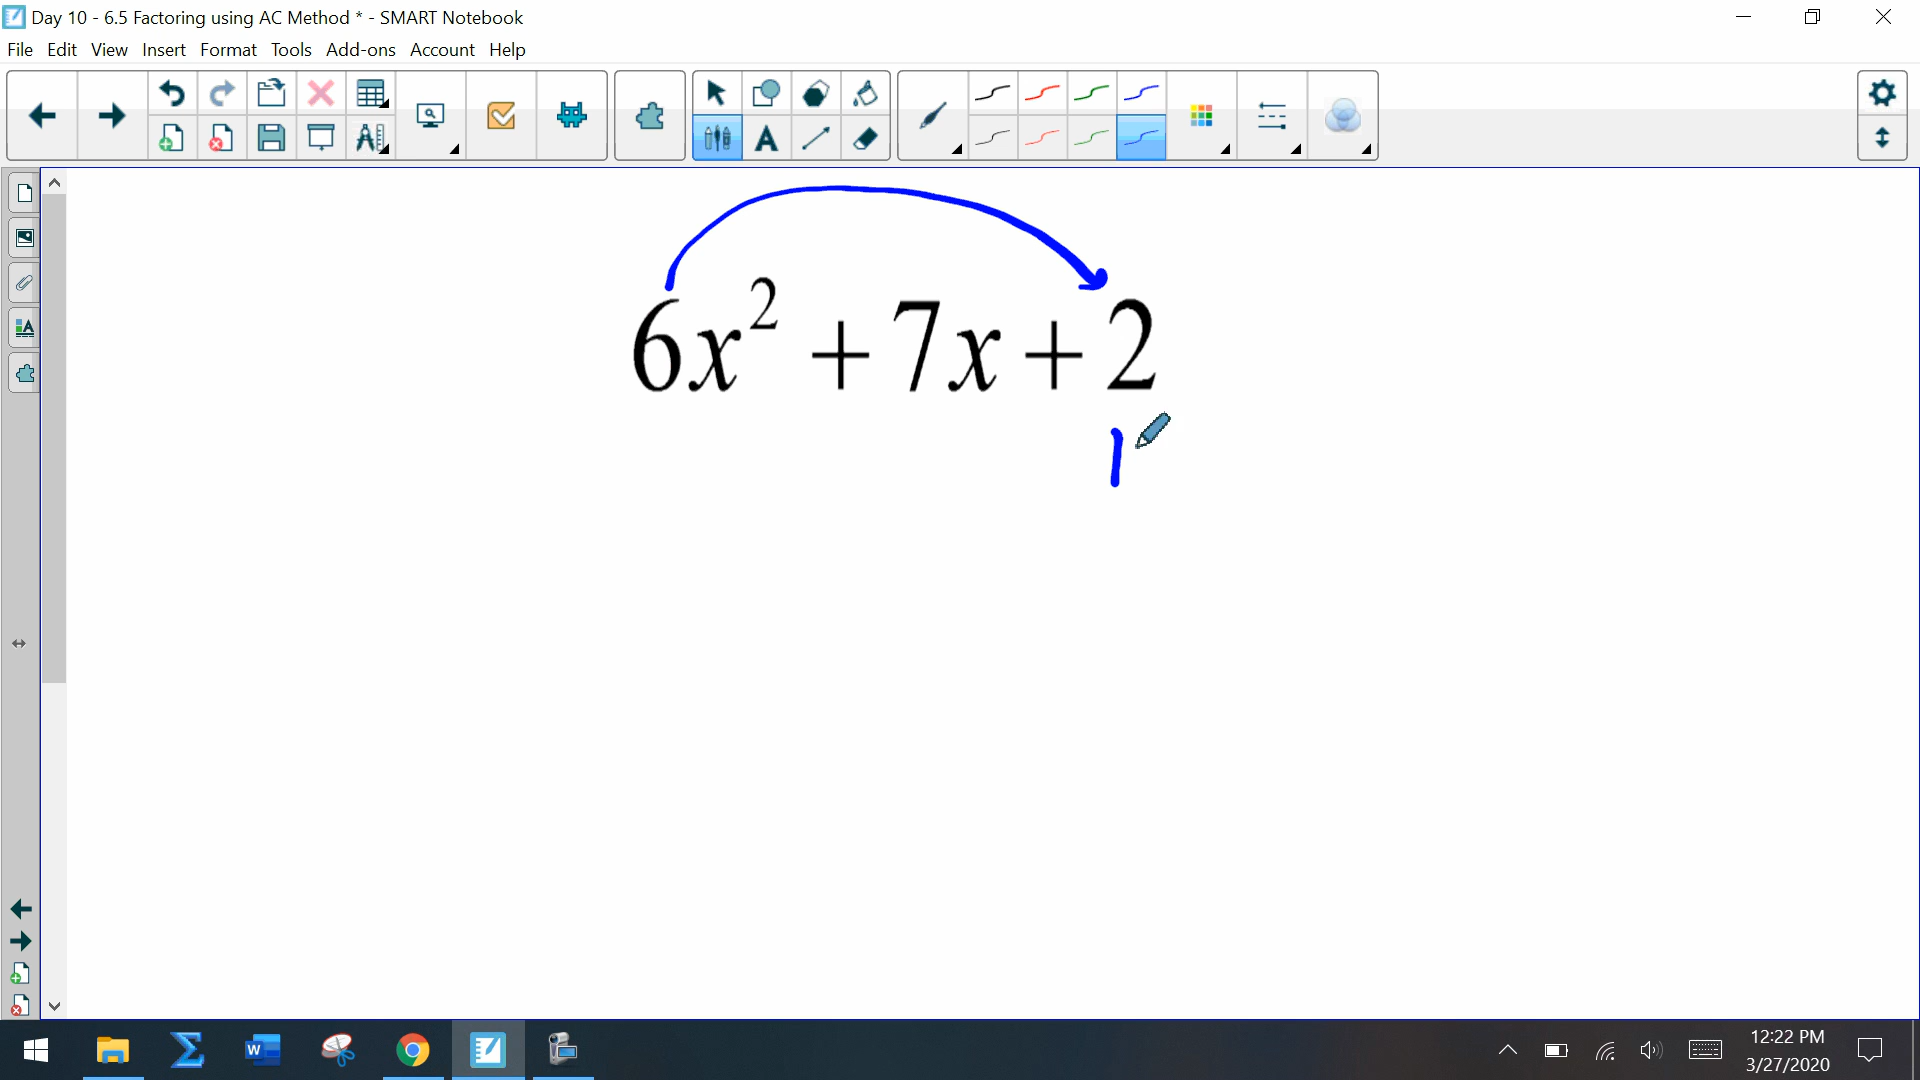 Day 10 - 6.5 Factoring using AC Method * - SMART Notebook
File Edit View Insert Format Tools Add-ons Account Help
6x² + 7x + 2
1
12:22 PM
3/27/2020